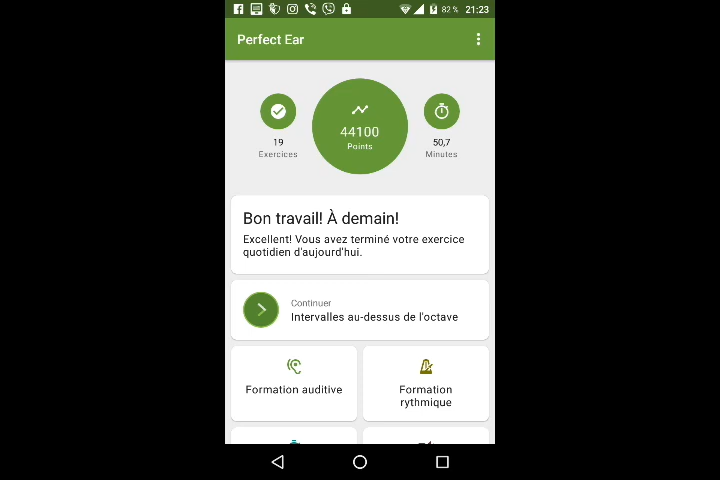 82 % 21:23
Perfect Ear
44100
Points
19
Exercices
50,7
Minutes
Bon travail! À demain!
Excellent! Vous avez terminé votre exercice
quotidien d'aujourd'hui.
Continuer
Intervalles au-dessus de l'octave
Formation auditive
Formation
rythmique